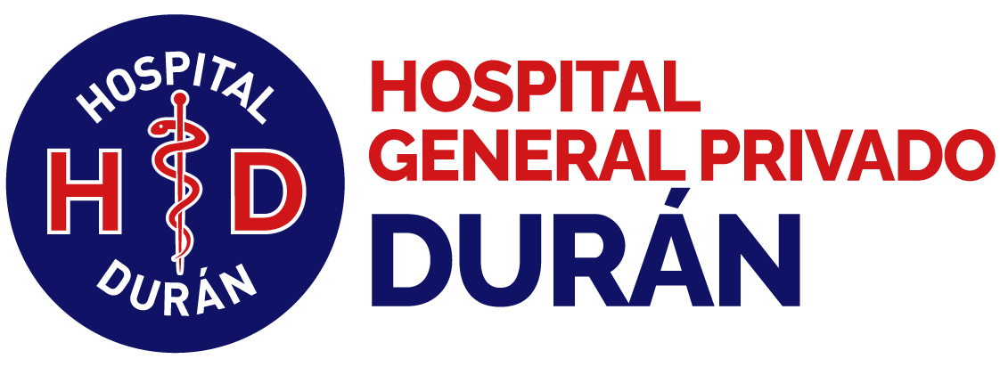 HOSPITAL
H D
DURÁN
HOSPITAL
GENERAL PRIVADO
DURÁN